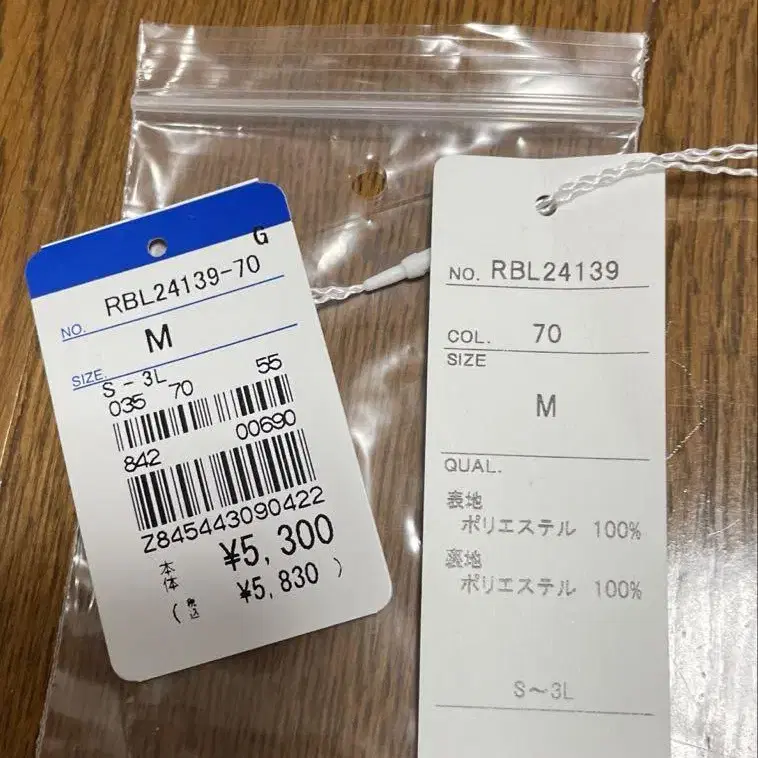 G
NO. RBL24139-70
M
SIZE. S - 3L
035 70 55
842 00690
Z845443090422
本体 ¥5,300
(税込 ¥5,830 )
NO. RBL24139
COL. 70
SIZE
M
QUAL.
表地
ポリエステル 100%
裏地
ポリエステル 100%
S～3L